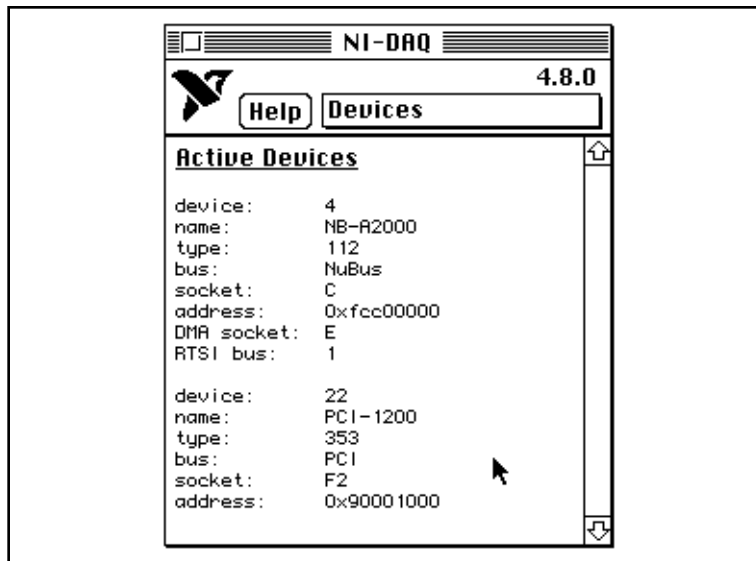 NI-DAQ
4.8.0
Help Devices
Active Devices
device: 4
name: NB-A2000
type: 112
bus: NuBus
socket: C
address: 0xfcc00000
DMA socket: E
RTSI bus: 1
device: 22
name: PCI-1200
type: 353
bus: PCI
socket: F2
address: 0x90001000